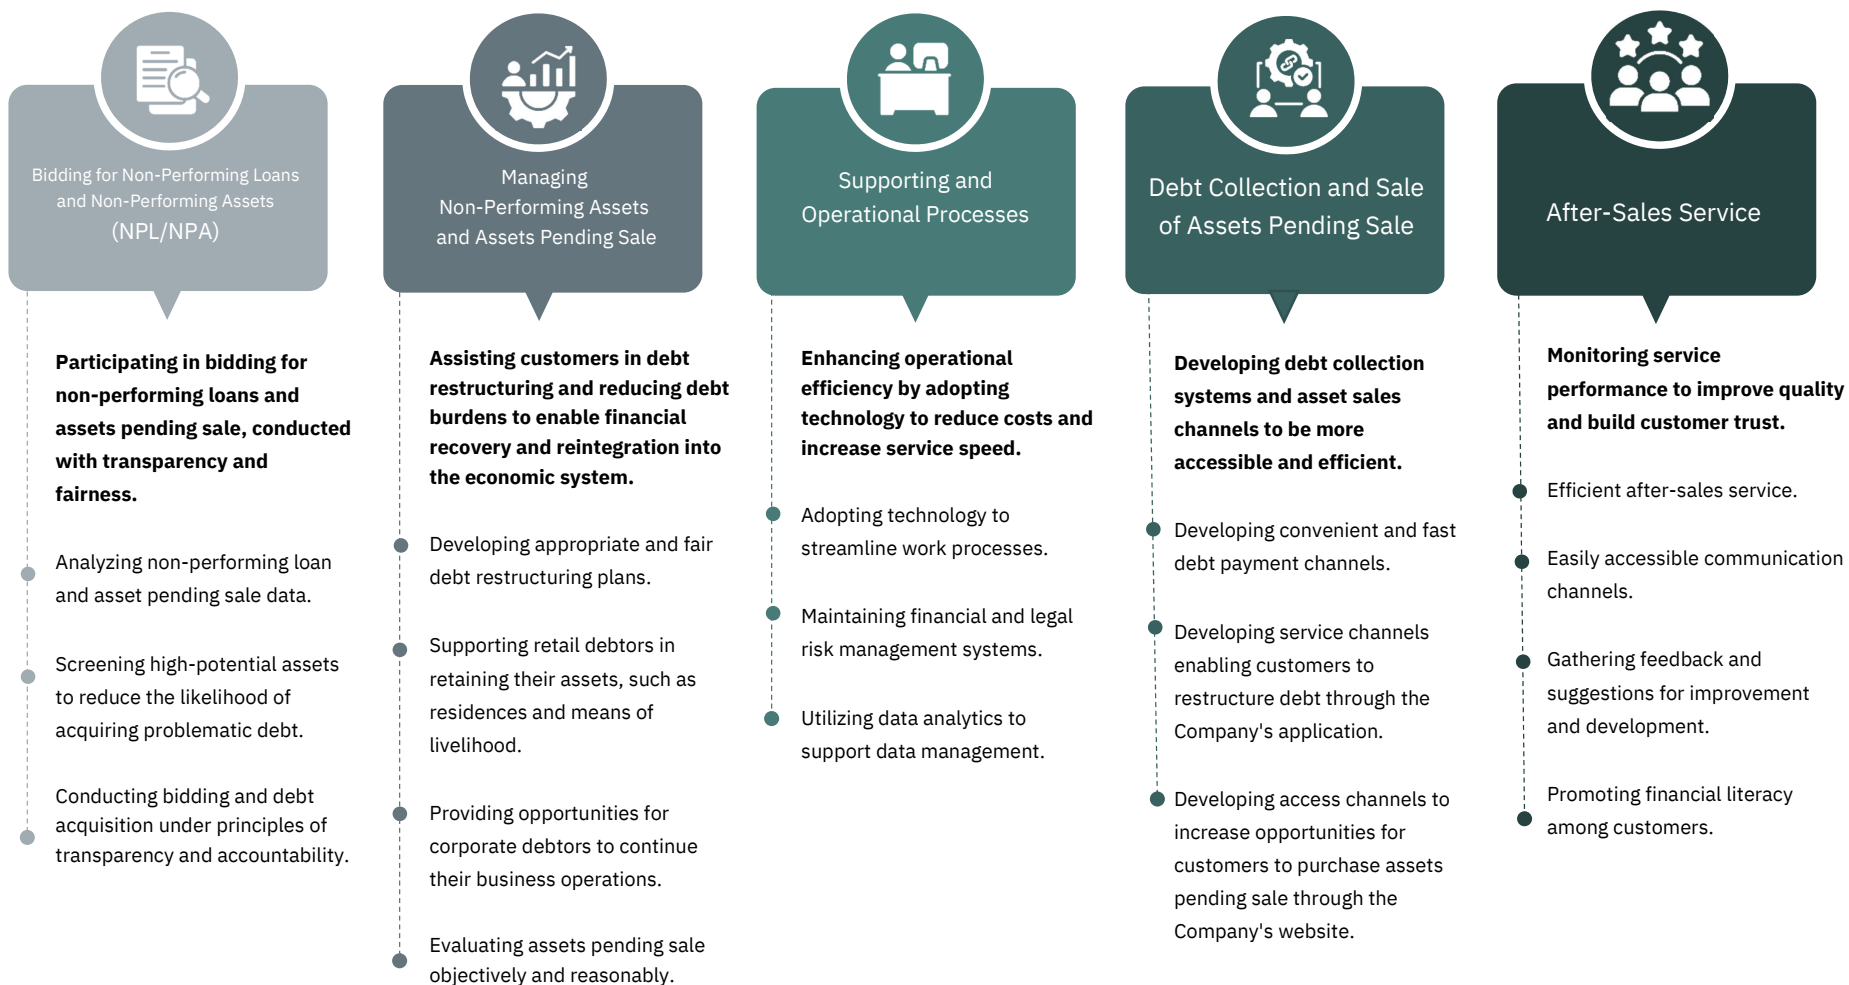 Bidding for Non-Performing Loans
and Non-Performing Assets
(NPL/NPA)
Participating in bidding for
non-performing loans and
assets pending sale, conducted
with transparency and
fairness.
Analyzing non-performing loan
and asset pending sale data.
Screening high-potential assets
to reduce the likelihood of
acquiring problematic debt.
Conducting bidding and debt
acquisition under principles of
transparency and accountability.
Managing
Non-Performing Assets
and Assets Pending Sale
Assisting customers in debt
restructuring and reducing debt
burdens to enable financial
recovery and reintegration into
the economic system.
Developing appropriate and fair
debt restructuring plans.
Supporting retail debtors in
retaining their assets, such as
residences and means of
livelihood.
Providing opportunities for
corporate debtors to continue
their business operations.
Evaluating assets pending sale
objectively and reasonably.
Supporting and
Operational Processes
Enhancing operational
efficiency by adopting
technology to reduce costs and
increase service speed.
Adopting technology to
streamline work processes.
Maintaining financial and legal
risk management systems.
Utilizing data analytics to
support data management.
Debt Collection and Sale
of Assets Pending Sale
Developing debt collection
systems and asset sales
channels to be more
accessible and efficient.
Developing convenient and fast
debt payment channels.
Developing service channels
enabling customers to
restructure debt through the
Company's application.
Developing access channels to
increase opportunities for
customers to purchase assets
pending sale through the
Company's website.
After-Sales Service
Monitoring service
performance to improve quality
and build customer trust.
Efficient after-sales service.
Easily accessible communication
channels.
Gathering feedback and
suggestions for improvement
and development.
Promoting financial literacy
among customers.